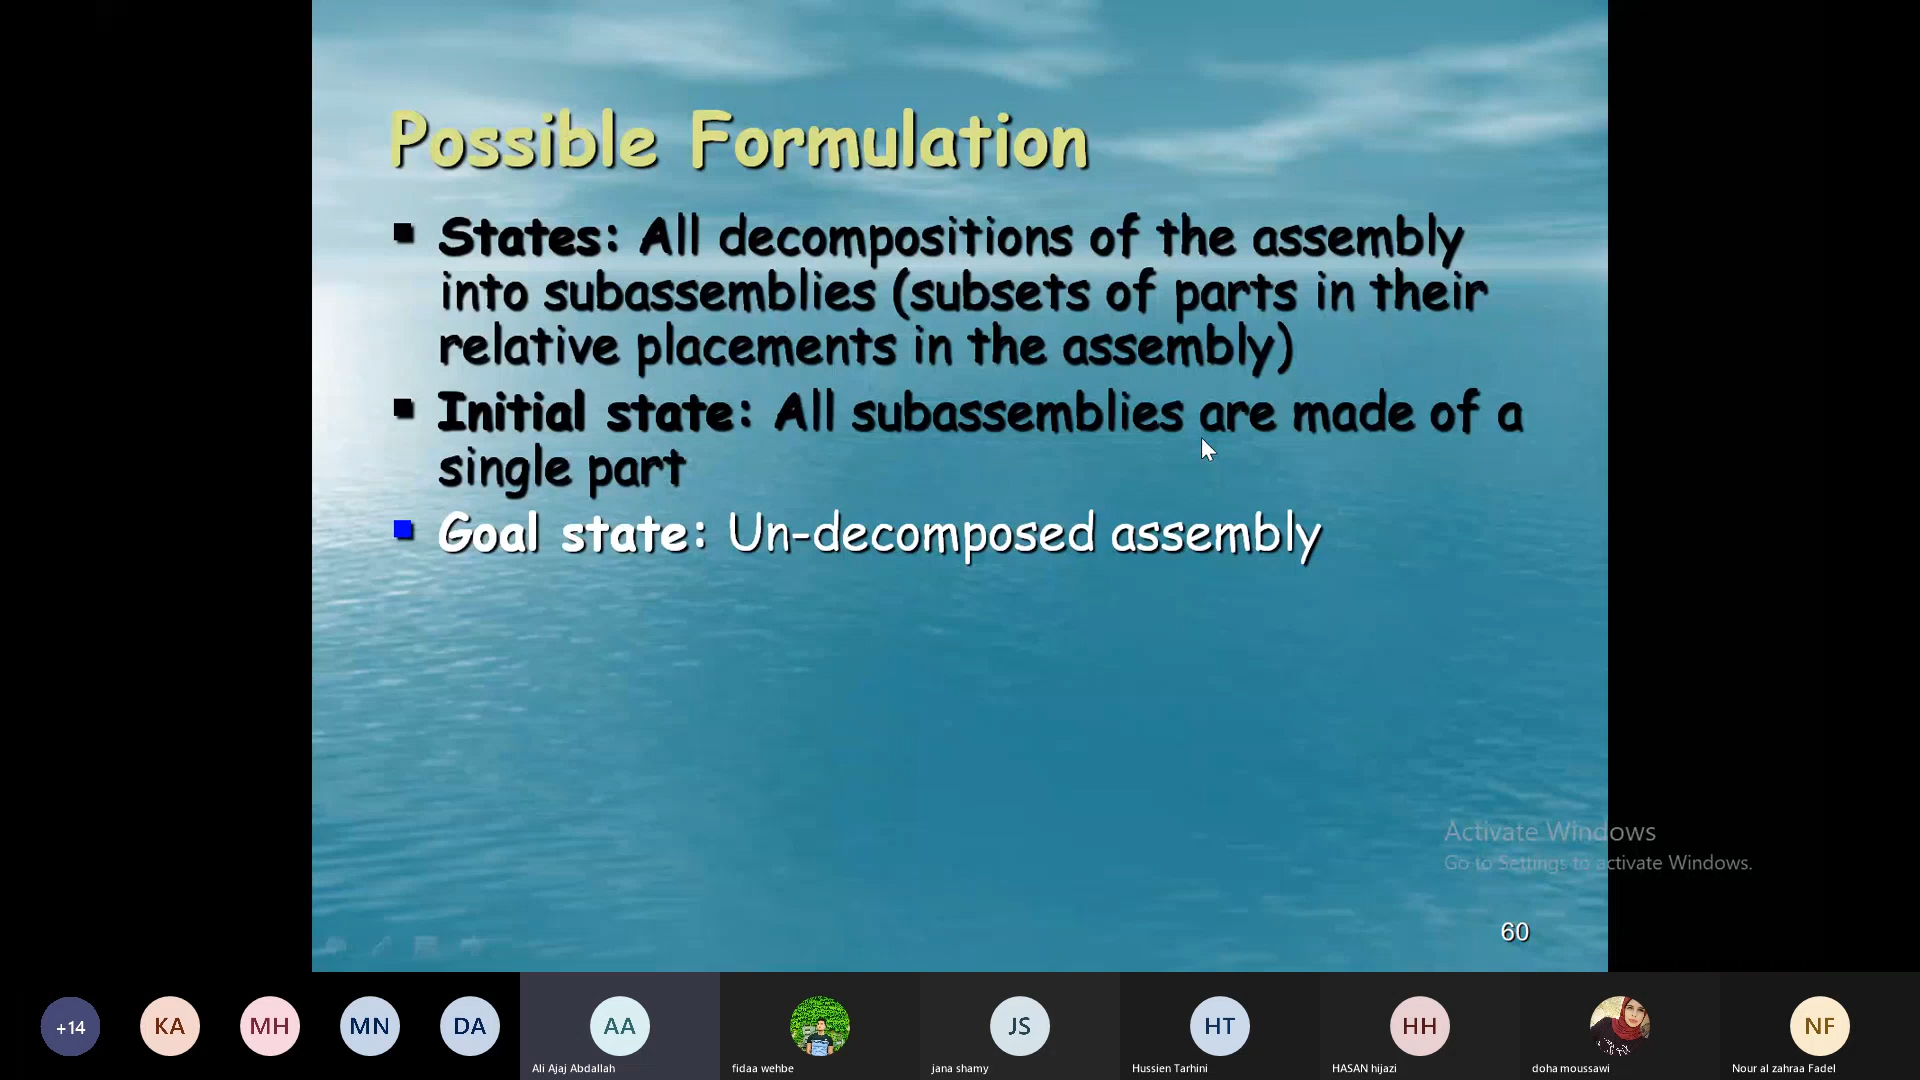 Possible Formulation
▪ States: All decompositions of the assembly
into subassemblies (subsets of parts in their
relative placements in the assembly)
▪ Initial state: All subassemblies are made of a
single part
▪ Goal state: Un-decomposed assembly
Activate Windows
Go to Settings to activate Windows.
60
+14
KA
MH
MN
DA
AA
JS
HT
HH
NF
Ali Ajaj Abdallah
fidaa wehbe
jana shamy
Hussien Tarhini
HASAN hijazi
doha moussawi
Nour al zahraa Fadel